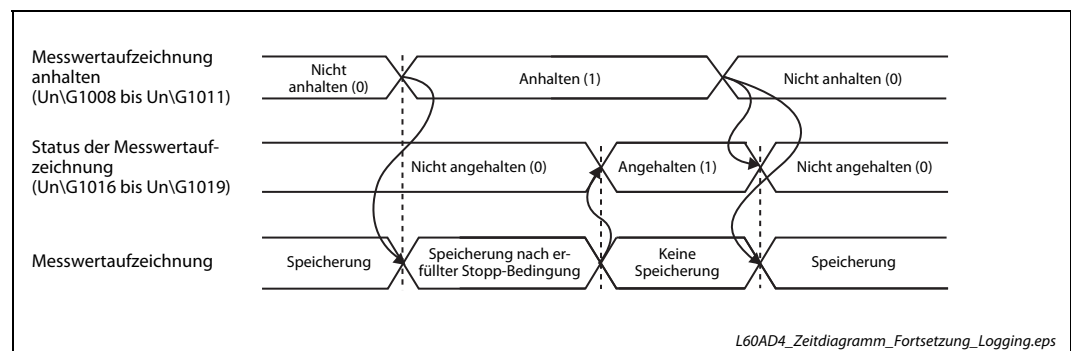 Messwertaufzeichnung
anhalten
(Un\G1008 bis Un\G1011)
Nicht
anhalten (0)
Anhalten (1)
Nicht anhalten (0)
Status der Messwertauf-
zeichnung
(Un\G1016 bis Un\G1019)
Nicht angehalten (0)
Angehalten (1)
Nicht angehalten (0)
Messwertaufzeichnung
Speicherung
Speicherung nach er-
füllter Stopp-Bedingung
Keine
Speicherung
Speicherung
L60AD4_Zeitdiagramm_Fortsetzung_Logging.eps